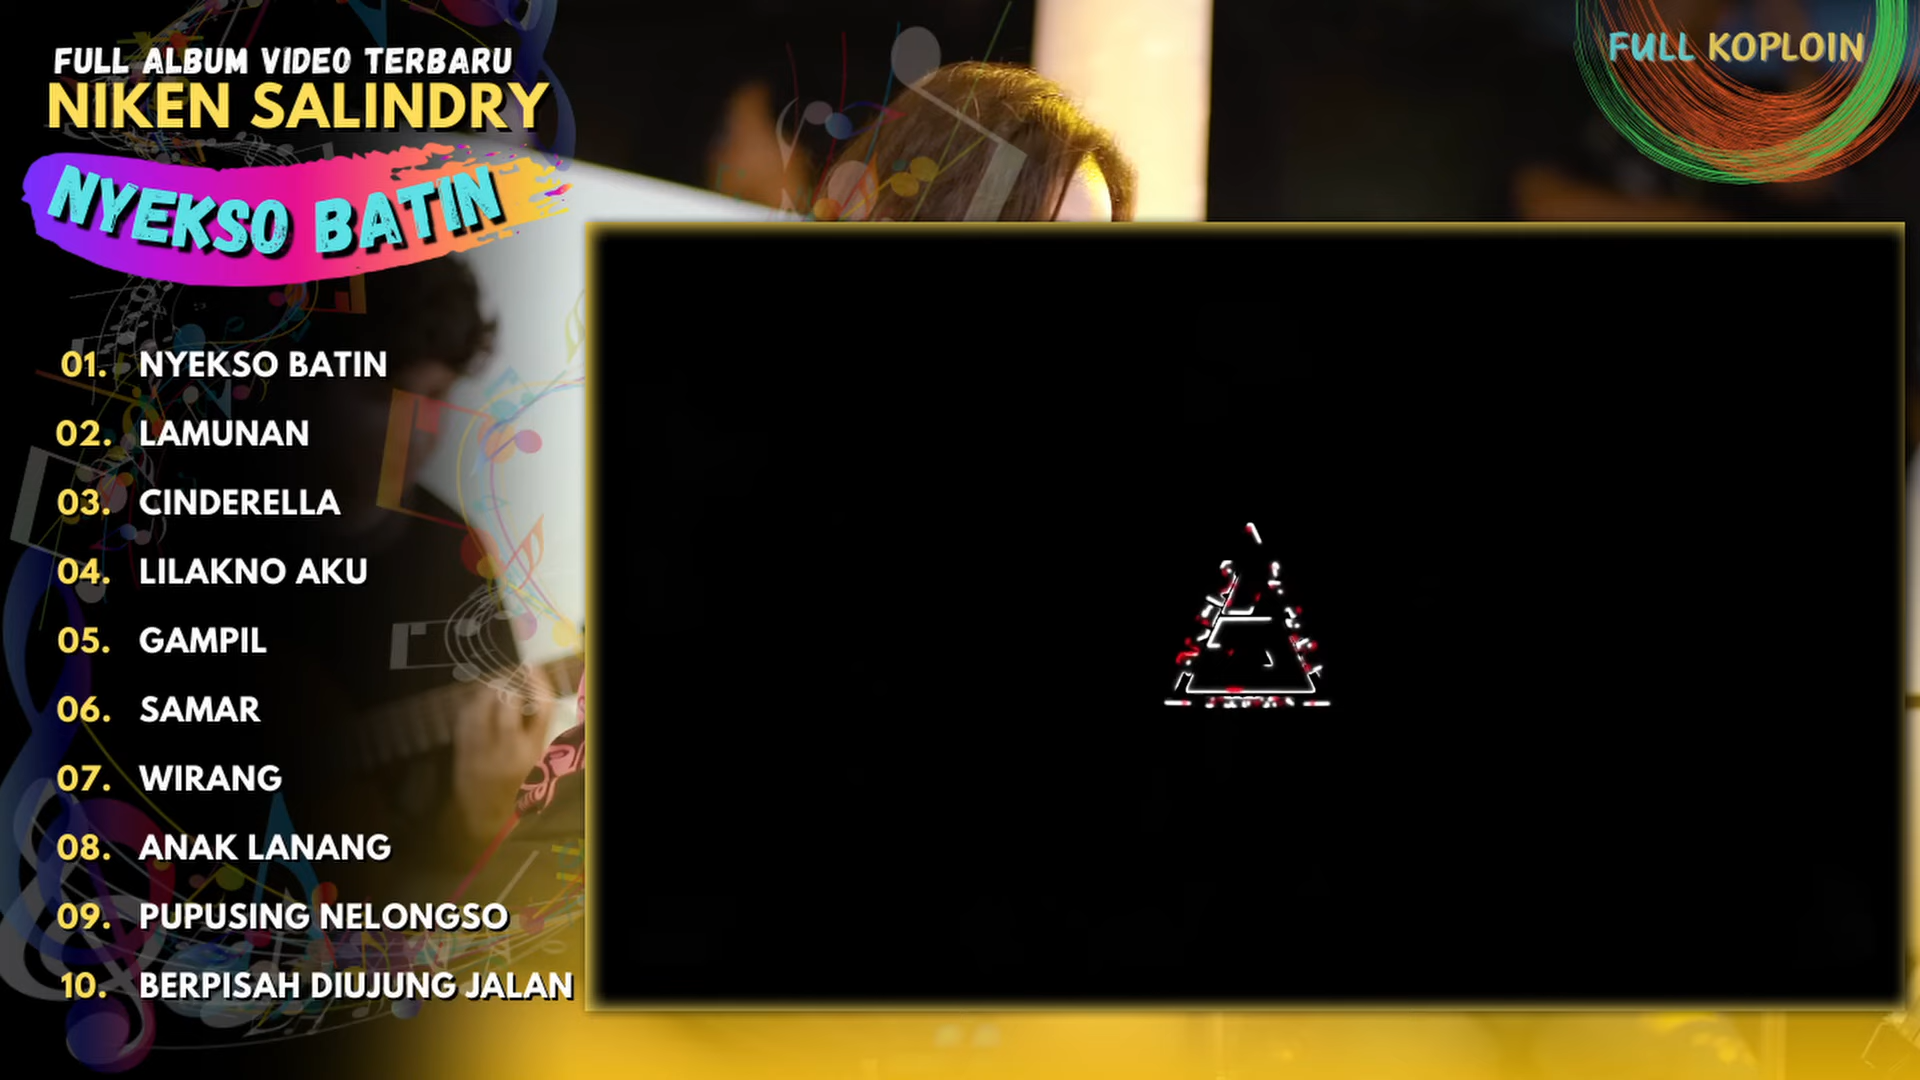 FULL ALBUM VIDEO TERBARU
NIKEN SALINDRY
NYEKSO BATIN
FULL KOPLOIN
01. NYEKSO BATIN
02. LAMUNAN
03. CINDERELLA
04. LILAKNO AKU
05. GAMPIL
06. SAMAR
07. WIRANG
08. ANAK LANANG
09. PUPUSING NELONGSO
10. BERPISAH DIUJUNG JALAN